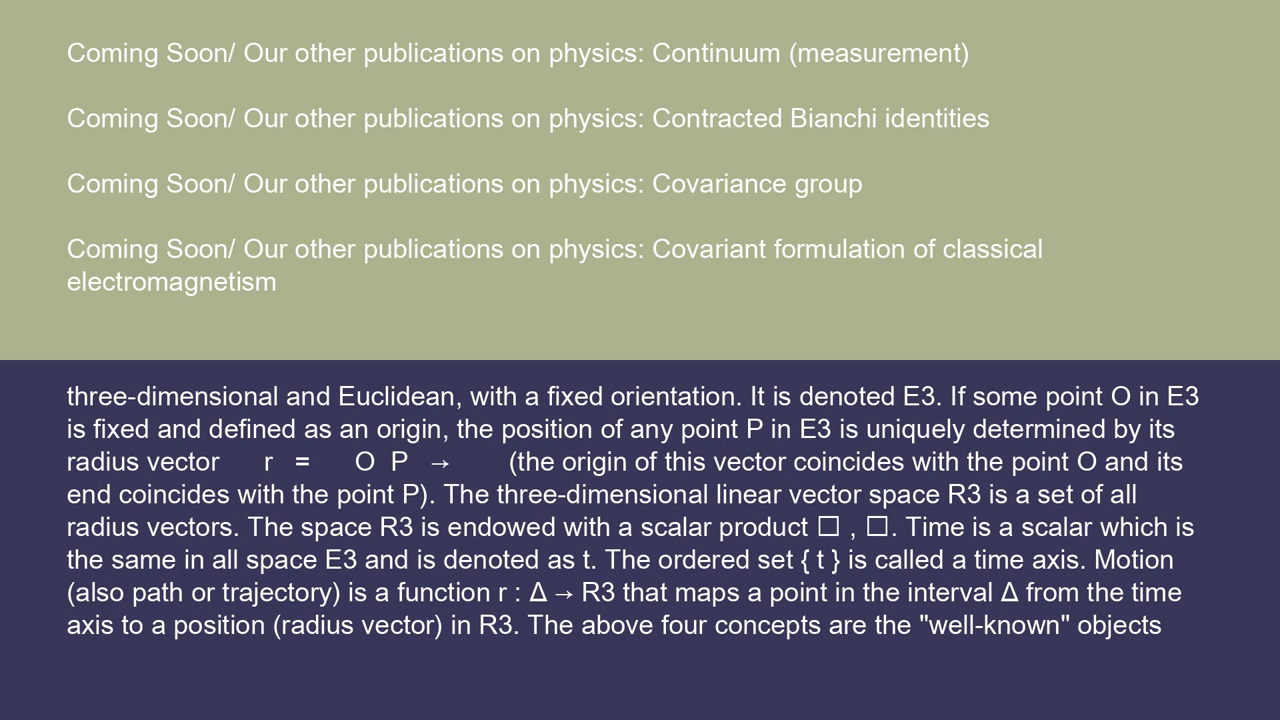 Coming Soon/ Our other publications on physics: Continuum (measurement)
Coming Soon/ Our other publications on physics: Contracted Bianchi identities
Coming Soon/ Our other publications on physics: Covariance group
Coming Soon/ Our other publications on physics: Covariant formulation of classical
electromagnetism
three-dimensional and Euclidean, with a fixed orientation. It is denoted E3. If some point O in E3
is fixed and defined as an origin, the position of any point P in E3 is uniquely determined by its
radius vector r = O P → (the origin of this vector coincides with the point O and its
end coincides with the point P). The three-dimensional linear vector space R3 is a set of all
radius vectors. The space R3 is endowed with a scalar product □ , □. Time is a scalar which is
the same in all space E3 and is denoted as t. The ordered set { t } is called a time axis. Motion
(also path or trajectory) is a function r : Δ → R3 that maps a point in the interval Δ from the time
axis to a position (radius vector) in R3. The above four concepts are the "well-known" objects